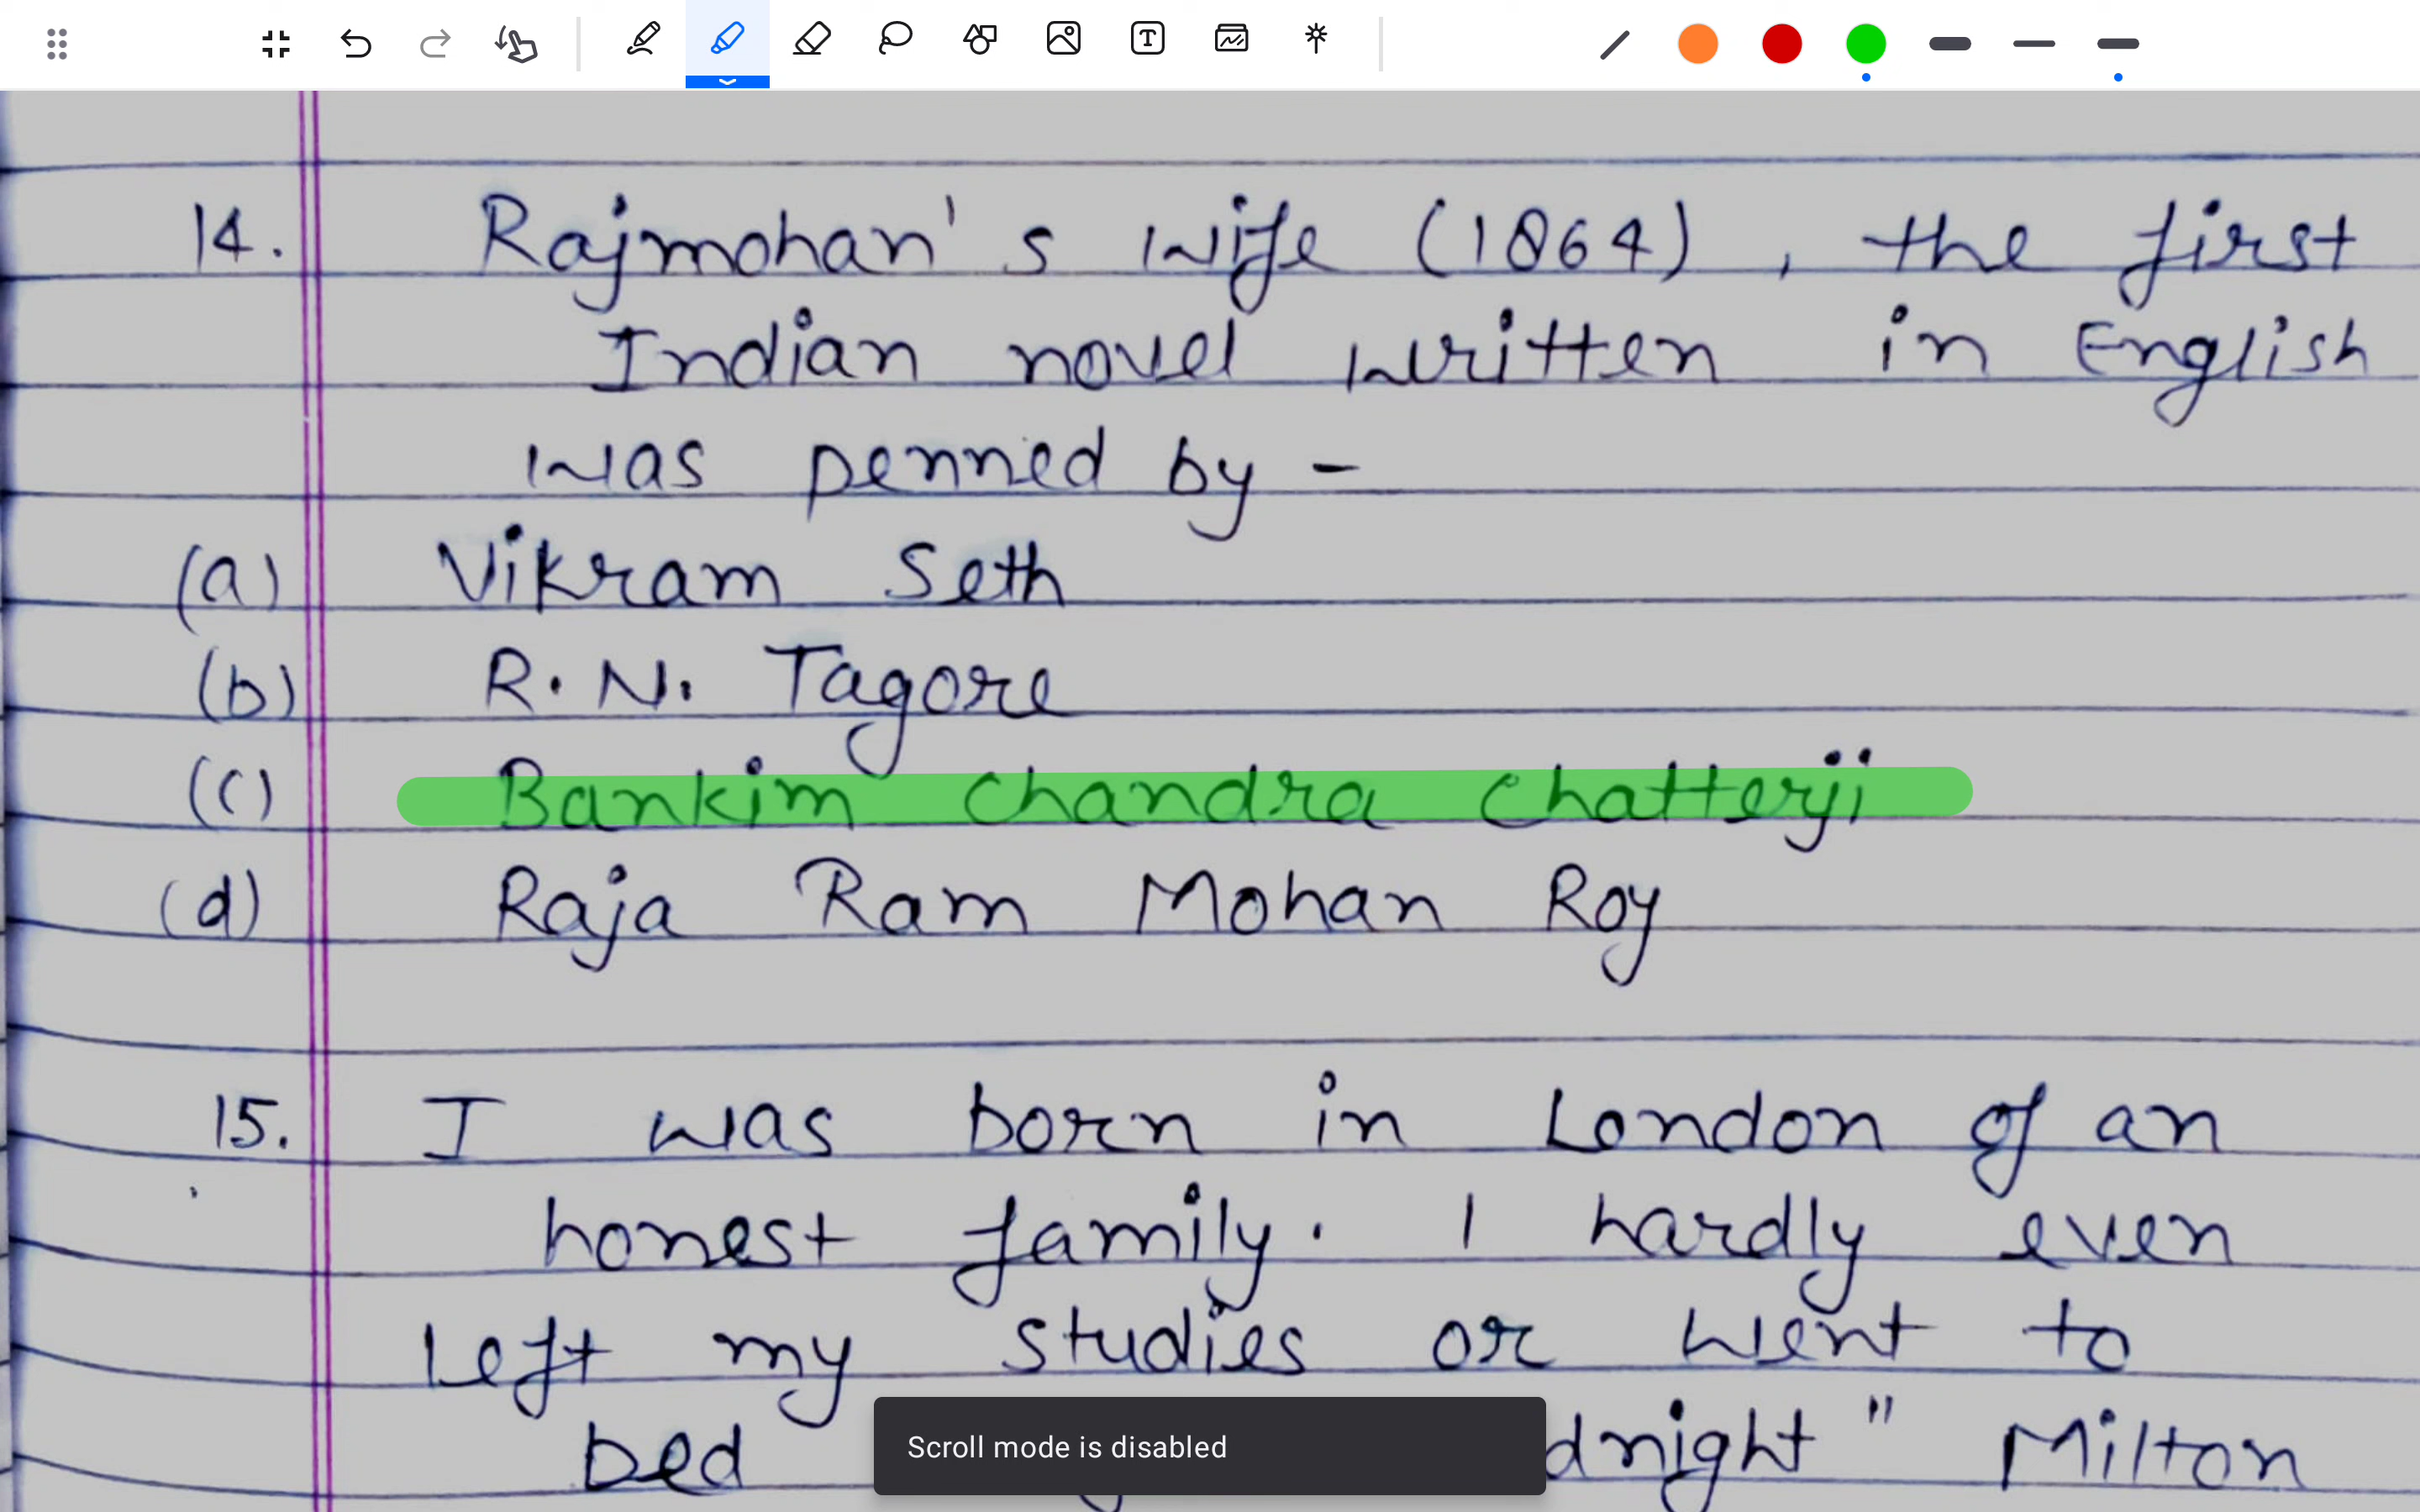 14. Rajmohan's wife (1864), the first
Indian novel written in English
was penned by -
(a) Vikram Seth
(b) R. N. Tagore
(c) Bankim Chandra Chatterji
(d) Raja Ram Mohan Roy
15. I was born in London of an
honest family. I hardly even
left my studies or went to
bed dnight" Milton
Scroll mode is disabled